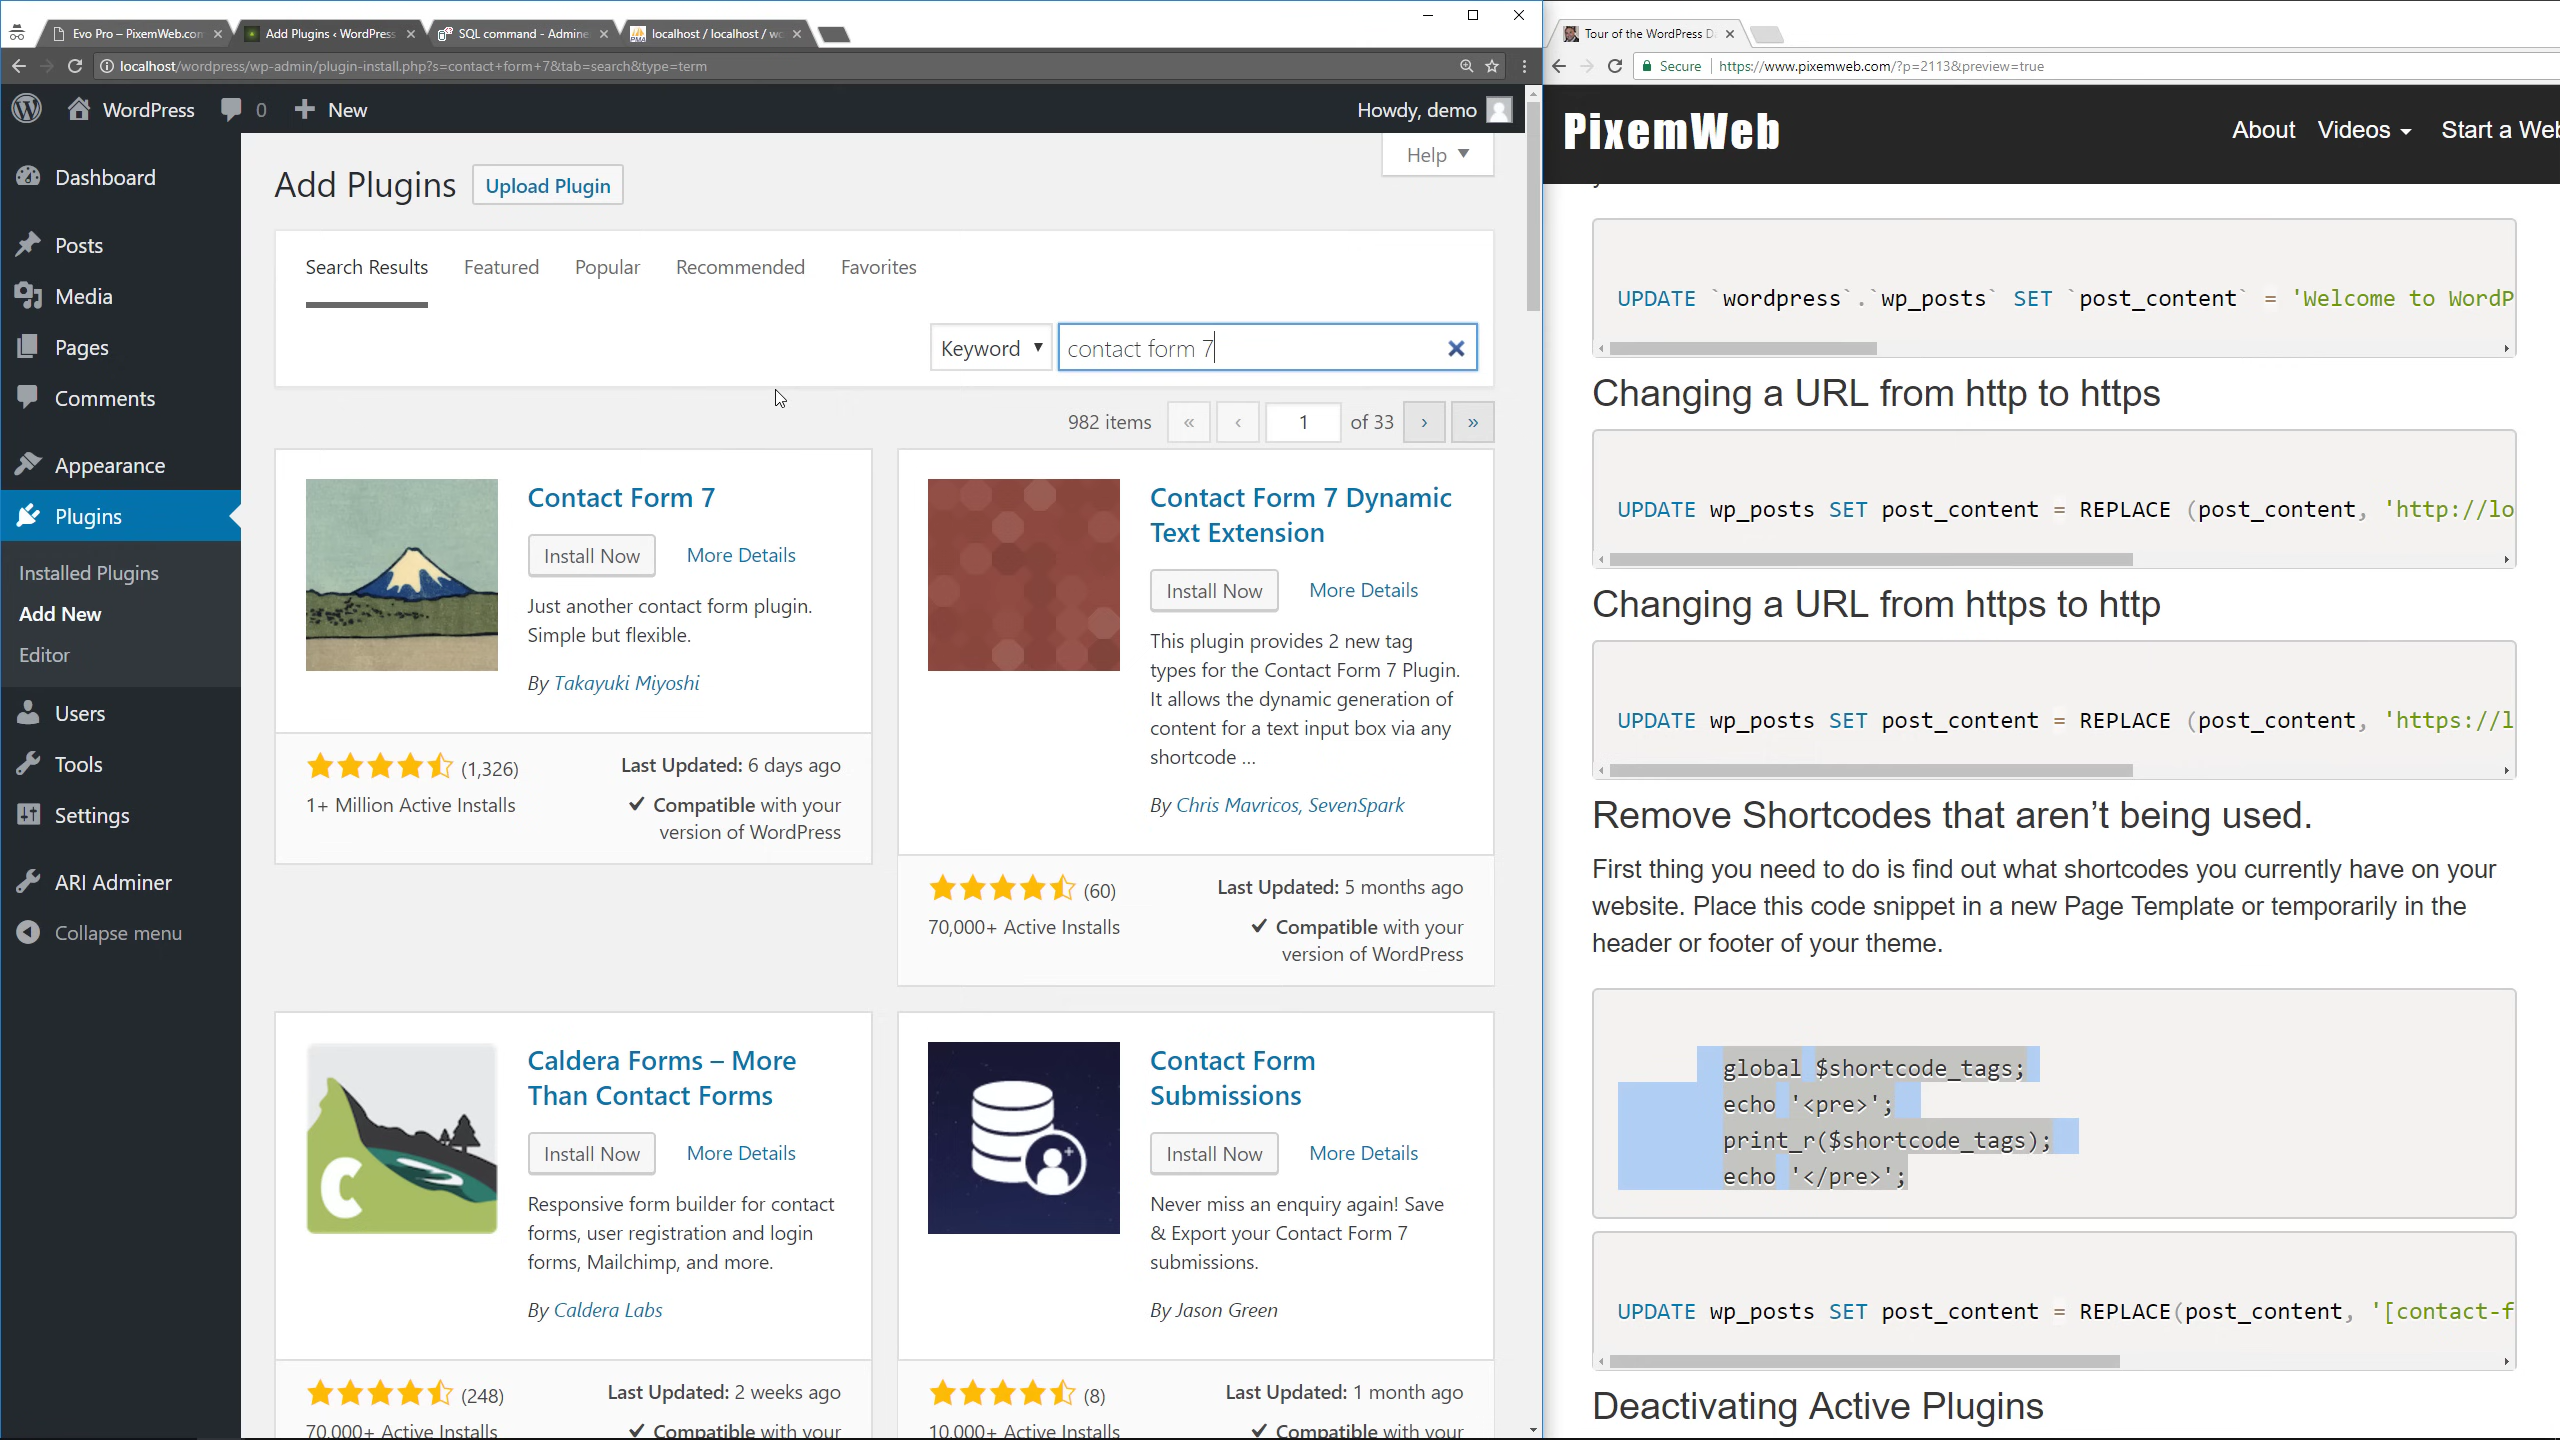 Evo Pro – PixemWeb.com
Add Plugins ‹ WordPress
SQL command - Admine
localhost / localhost / wo
localhost/wordpress/wp-admin/plugin-install.php?s=contact+form+7&tab=search&type=term
WordPress
0
New
Howdy, demo
Dashboard
Posts
Media
Pages
Comments
Appearance
Plugins
Installed Plugins
Add New
Editor
Users
Tools
Settings
ARI Adminer
Collapse menu
Help
Add Plugins
Upload Plugin
Search Results
Featured
Popular
Recommended
Favorites
Keyword
contact form 7
982 items
«
‹
1
of 33
›
»
Contact Form 7
Install Now
More Details
Just another contact form plugin.
Simple but flexible.
By Takayuki Miyoshi
(1,326)
1+ Million Active Installs
Last Updated: 6 days ago
Compatible with your
version of WordPress
Contact Form 7 Dynamic
Text Extension
Install Now
More Details
This plugin provides 2 new tag
types for the Contact Form 7 Plugin.
It allows the dynamic generation of
content for a text input box via any
shortcode ...
By Chris Mavricos, SevenSpark
(60)
70,000+ Active Installs
Last Updated: 5 months ago
Compatible with your
version of WordPress
C
Caldera Forms – More
Than Contact Forms
Install Now
More Details
Responsive form builder for contact
forms, user registration and login
forms, Mailchimp, and more.
By Caldera Labs
(248)
70,000+ Active Installs
Last Updated: 2 weeks ago
Compatible with your
Contact Form
Submissions
Install Now
More Details
Never miss an enquiry again! Save
& Export your Contact Form 7
submissions.
By Jason Green
(8)
10,000+ Active Installs
Last Updated: 1 month ago
Compatible with your
Tour of the WordPress D
Secure
https://www.pixemweb.com/?p=2113&preview=true
PixemWeb
About
Videos
Start a Web
UPDATE `wordpress`.`wp_posts` SET `post_content` = 'Welcome to WordP
Changing a URL from http to https
UPDATE wp_posts SET post_content = REPLACE (post_content, 'http://lo
Changing a URL from https to http
UPDATE wp_posts SET post_content = REPLACE (post_content, 'https://l
Remove Shortcodes that aren’t being used.
First thing you need to do is find out what shortcodes you currently have on your
website. Place this code snippet in a new Page Template or temporarily in the
header or footer of your theme.
global $shortcode_tags;
echo '<pre>';
print_r($shortcode_tags);
echo '</pre>';
UPDATE wp_posts SET post_content = REPLACE(post_content, '[contact-f
Deactivating Active Plugins